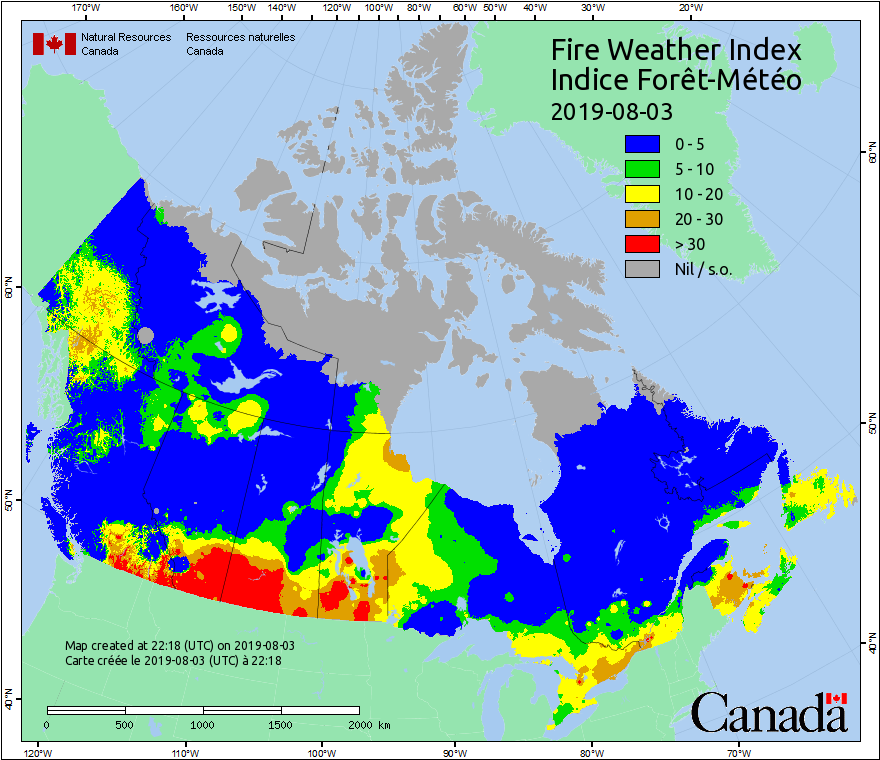 170°W 160°W 150°W 140°W 120°W 100°W 80°W 60°W 50°W 40°W 30°W 20°W
Natural Resources Canada
Ressources naturelles Canada
Fire Weather Index
Indice Forêt-Météo
2019-08-03
0 - 5
5 - 10
10 - 20
20 - 30
> 30
Nil / s.o.
60°N
60°N
50°N
50°N
40°N
40°N
Map created at 22:18 (UTC) on 2019-08-03
Carte créée le 2019-08-03 (UTC) à 22:18
0 500 1000 1500 2000 km
Canada
120°W 110°W 100°W 90°W 80°W 70°W